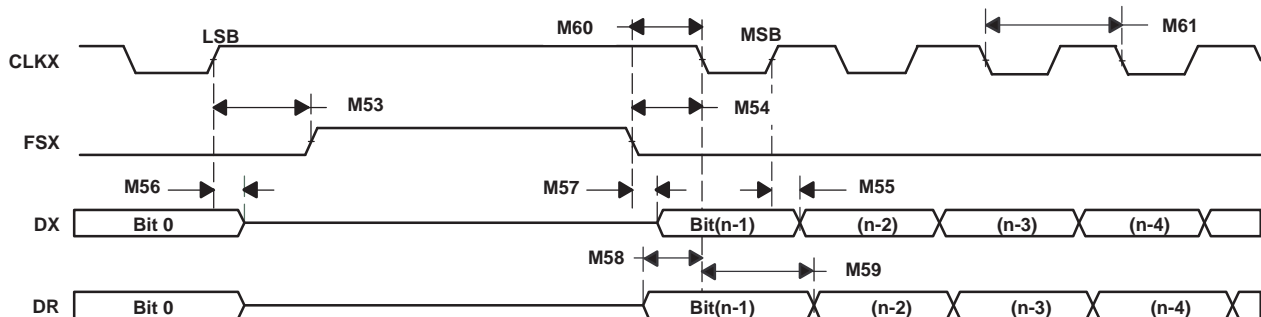 M60
M61
LSB
MSB
CLKX
M53
M54
FSX
M56
M57
M55
DX
Bit 0
Bit(n-1)
(n-2)
(n-3)
(n-4)
M58
M59
DR
Bit 0
Bit(n-1)
(n-2)
(n-3)
(n-4)